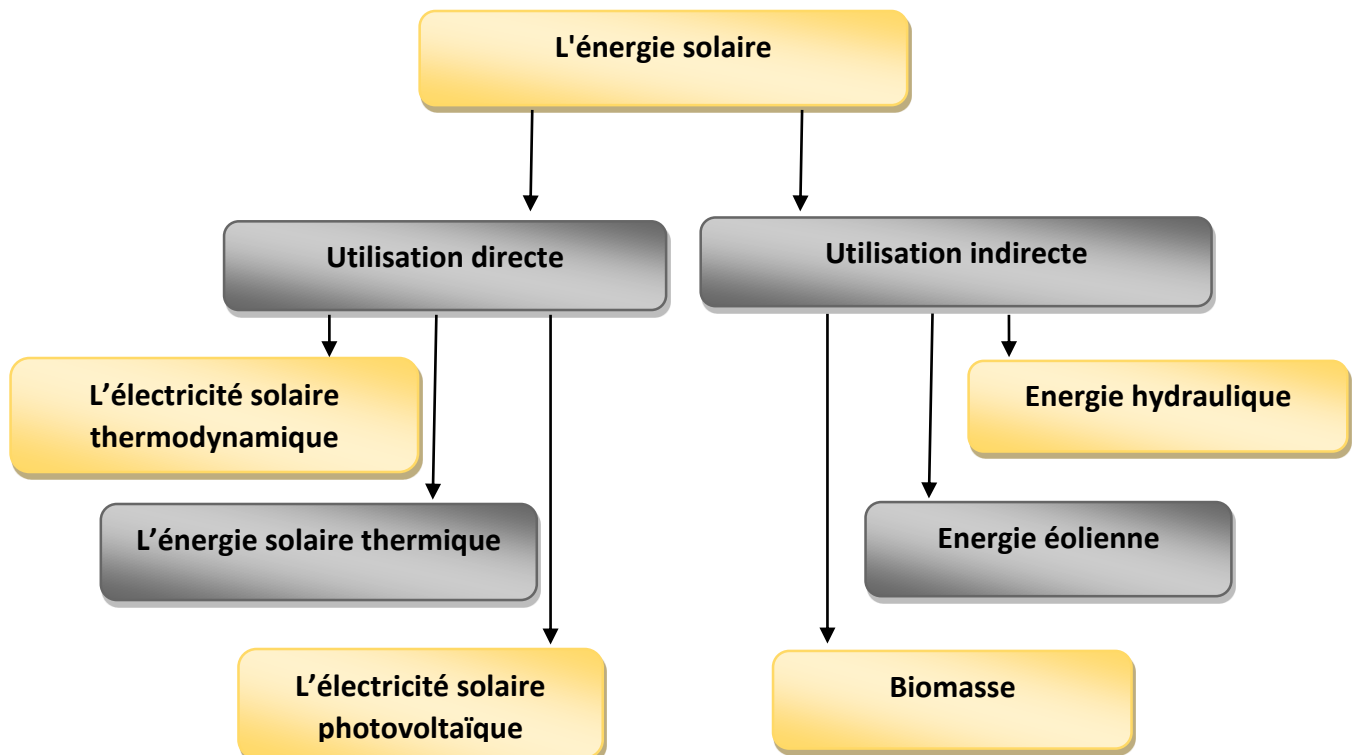 L'énergie solaire
Utilisation directe
Utilisation indirecte
L’électricité solaire
thermodynamique
Energie hydraulique
L’énergie solaire thermique
Energie éolienne
L’électricité solaire
photovoltaïque
Biomasse